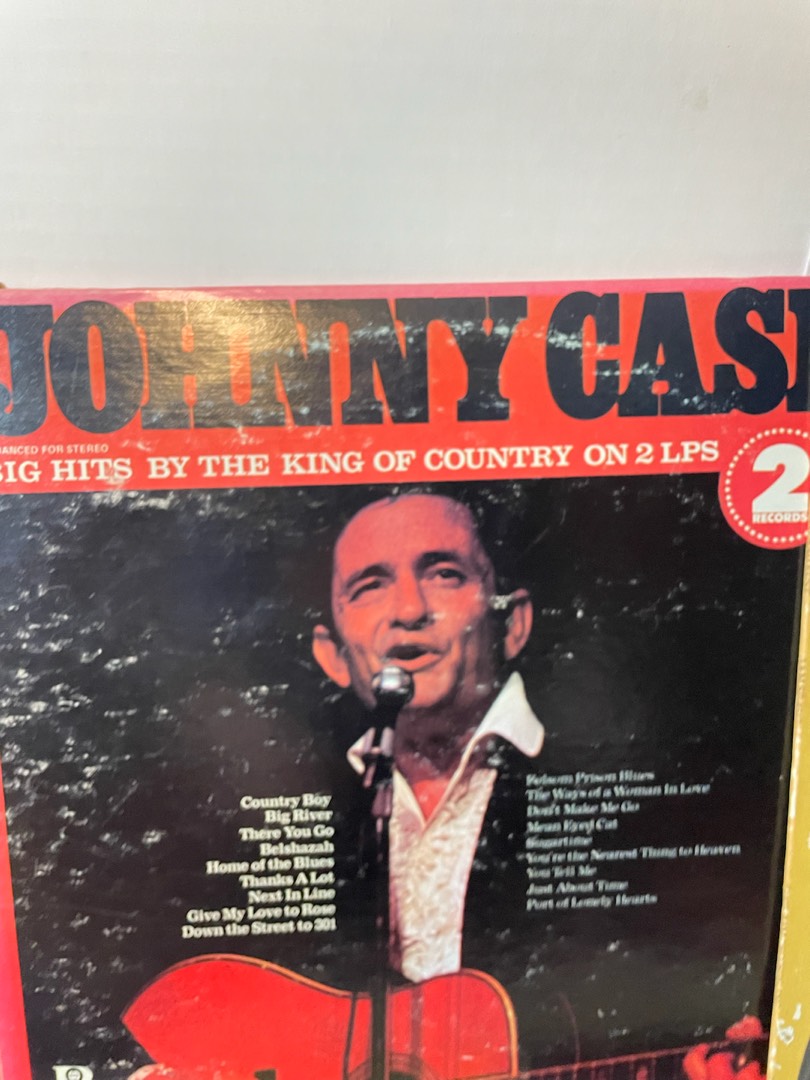 JOHNNY CASH
ANCED FOR STEREO
BIG HITS BY THE KING OF COUNTRY ON 2 LPS
2
RECORDS
Country Boy
Big River
There You Go
Belshazah
Home of the Blues
Thanks A Lot
Next In Line
Give My Love to Rose
Down the Street to 301
Folsom Prison Blues
The Ways of a Woman In Love
Don't Make Me Go
Mean Eyed Cat
Sugartime
You're the Nearest Thing to Heaven
You Tell Me
Just About Time
Port of Lonely Hearts